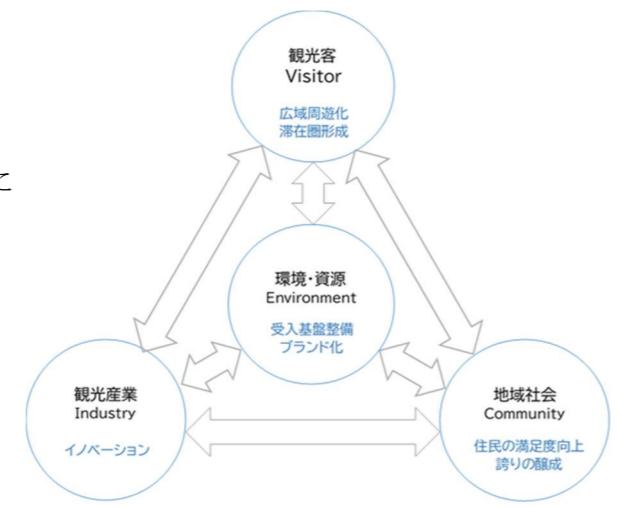 観光客
Visitor
広域周遊化
滞在圏形成
て
環境・資源
Environment
受入基盤整備
ブランド化
観光産業
Industry
イノベーション
地域社会
Community
住民の満足度向上
誇りの醸成